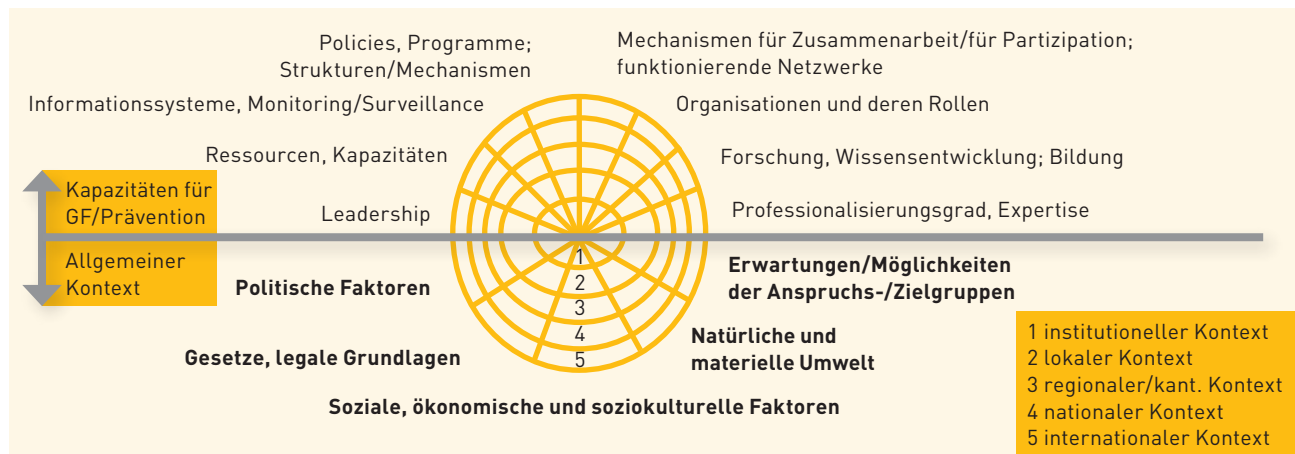 Policies, Programme;
Strukturen/Mechanismen
Mechanismen für Zusammenarbeit/für Partizipation;
funktionierende Netzwerke
Informationssysteme, Monitoring/Surveillance
Organisationen und deren Rollen
Ressourcen, Kapazitäten
Forschung, Wissensentwicklung; Bildung
Kapazitäten für
GF/Prävention
Leadership
Professionalisierungsgrad, Expertise
Allgemeiner
Kontext
Politische Faktoren
1
2
3
4
5
Erwartungen/Möglichkeiten
der Anspruchs-/Zielgruppen
Gesetze, legale Grundlagen
Natürliche und
materielle Umwelt
Soziale, ökonomische und soziokulturelle Faktoren
1 institutioneller Kontext
2 lokaler Kontext
3 regionaler/kant. Kontext
4 nationaler Kontext
5 internationaler Kontext